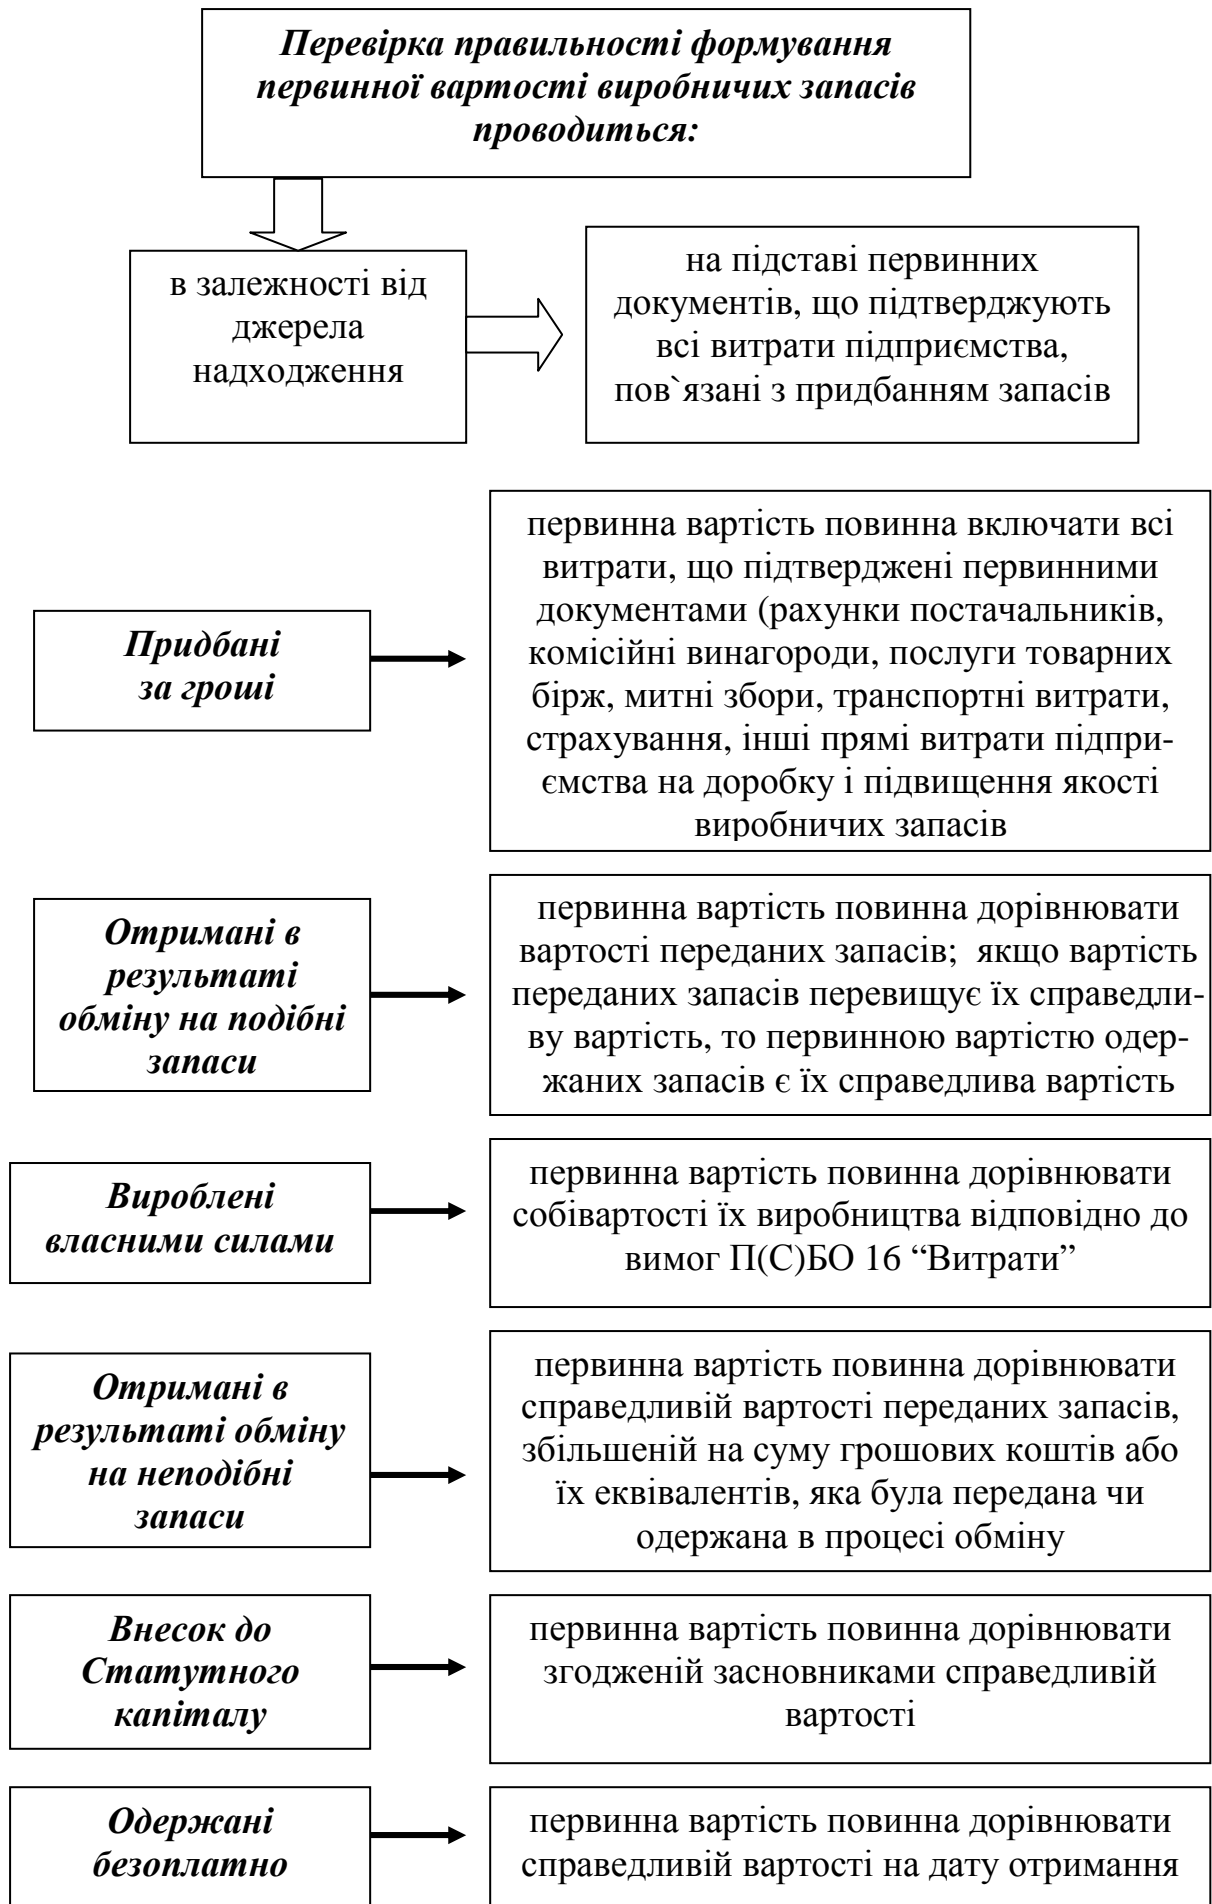 Перевірка правильності формування
первинної вартості виробничих запасів
проводиться:
в залежності від
джерела
надходження
на підставі первинних
документів, що підтверджують
всі витрати підприємства,
пов`язані з придбанням запасів
Придбані
за гроші
первинна вартість повинна включати всі
витрати, що підтверджені первинними
документами (рахунки постачальників,
комісійні винагороди, послуги товарних
бірж, митні збори, транспортні витрати,
страхування, інші прямі витрати підпри-
ємства на доробку і підвищення якості
виробничих запасів
Отримані в
результаті
обміну на подібні
запаси
первинна вартість повинна дорівнювати
вартості переданих запасів; якщо вартість
переданих запасів перевищує їх справедли-
ву вартість, то первинною вартістю одер-
жаних запасів є їх справедлива вартість
Вироблені
власними силами
первинна вартість повинна дорівнювати
собівартості їх виробництва відповідно до
вимог П(С)БО 16 “Витрати”
Отримані в
результаті обміну
на неподібні
запаси
первинна вартість повинна дорівнювати
справедливій вартості переданих запасів,
збільшеній на суму грошових коштів або
їх еквівалентів, яка була передана чи
одержана в процесі обміну
Внесок до
Статутного
капіталу
первинна вартість повинна дорівнювати
згодженій засновниками справедливій
вартості
Одержані
безоплатно
первинна вартість повинна дорівнювати
справедливій вартості на дату отримання